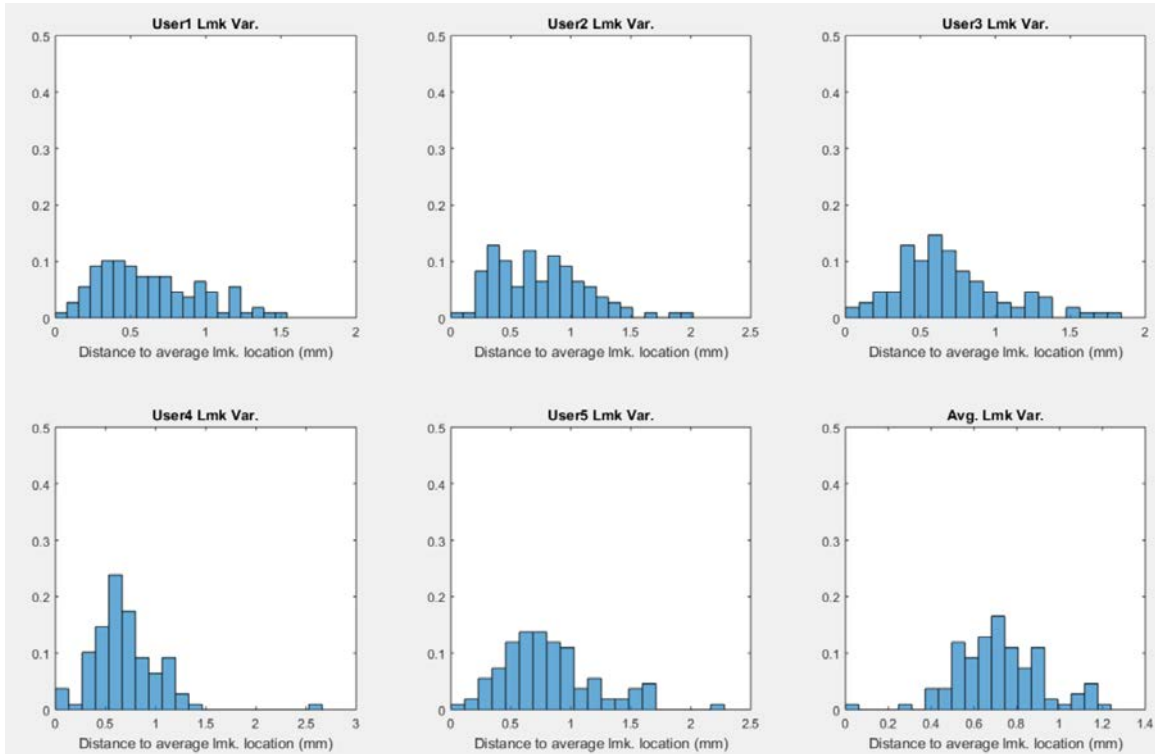 User1 Lmk Var.
0.5
0.4
0.3
0.2
0.1
0
0 0.5 1 1.5 2
Distance to average lmk. location (mm)
User2 Lmk Var.
0.5
0.4
0.3
0.2
0.1
0
0 0.5 1 1.5 2 2.5
Distance to average lmk. location (mm)
User3 Lmk Var.
0.5
0.4
0.3
0.2
0.1
0
0 0.5 1 1.5 2
Distance to average lmk. location (mm)
User4 Lmk Var.
0.5
0.4
0.3
0.2
0.1
0
0 0.5 1 1.5 2 2.5 3
Distance to average lmk. location (mm)
User5 Lmk Var.
0.5
0.4
0.3
0.2
0.1
0
0 0.5 1 1.5 2 2.5
Distance to average lmk. location (mm)
Avg. Lmk Var.
0.5
0.4
0.3
0.2
0.1
0
0 0.2 0.4 0.6 0.8 1 1.2 1.4
Distance to average lmk. location (mm)